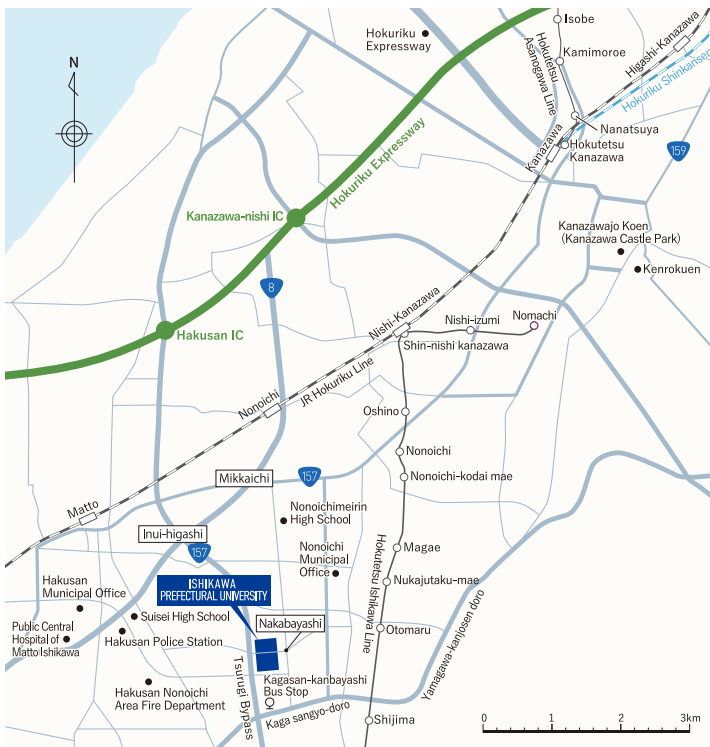 Isobe
Hokuriku
Expressway
Kamimoroe
Hokutetsu
Asanogawa Line
Higashi-Kanazawa
Hokuriku Shinkansen
N
Nanatsuya
Hokutetsu
Kanazawa
Kanazawa
159
Hokuriku Expressway
Kanazawa-nishi IC
Kanazawajo Koen
(Kanazawa Castle Park)
Kenrokuen
8
Hakusan IC
Nishi-Kanazawa
Nishi-izumi
Nomachi
Shin-nishi kanazawa
JR Hokuriku Line
Nonoichi
Oshino
Nonoichi
Nonoichi-kodai mae
Mikkaichi
157
Matto
Nonoichimeirin
High School
Inui-higashi
157
Nonoichi
Municipal
Office
Hokutetsu Ishikawa Line
Magae
Nukajutaku-mae
Hakusan
Municipal Office
ISHIKAWA
PREFECTURAL UNIVERSITY
Suisei High School
Nakabayashi
Public Central
Hospital of
Matto Ishikawa
Hakusan Police Station
Otomaru
Yamagawa-kanjosen doro
Tsurugi Bypass
Kagasan-kanbayashi
Bus Stop
Hakusan Nonoichi
Area Fire Department
Kaga sangyo-doro
Shijima
0 1 2 3km